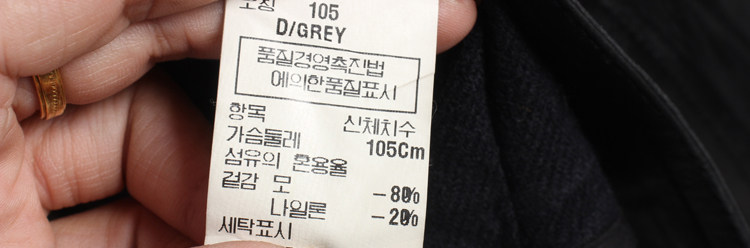 호칭 105
D/GREY
품질경영촉진법
에의한품질표시
항목 신체치수
가슴둘레 105Cm
섬유의 혼용율
겉감 모 -80%
나일론 -20%
세탁표시